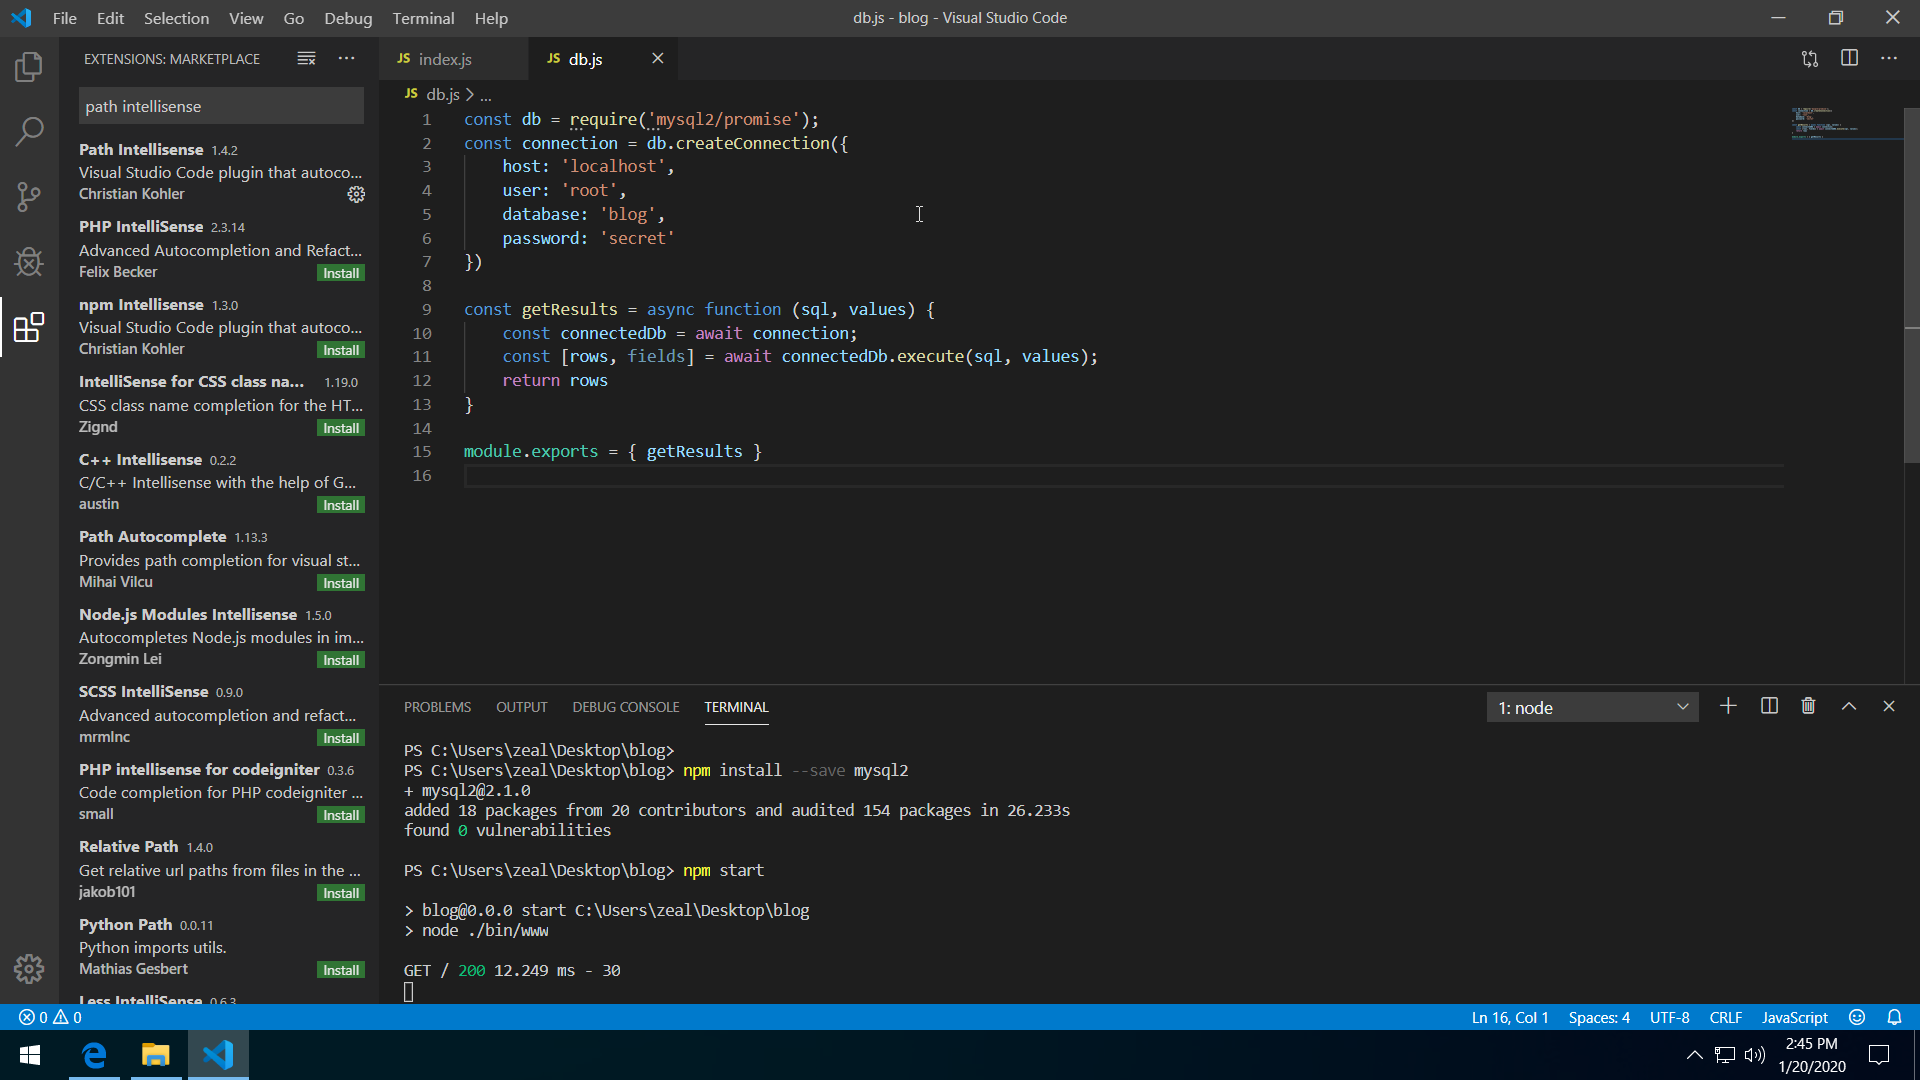 File Edit Selection View Go Debug Terminal Help
db.js - blog - Visual Studio Code
EXTENSIONS: MARKETPLACE
path intellisense
Path Intellisense 1.4.2
Visual Studio Code plugin that autoco...
Christian Kohler
PHP IntelliSense 2.3.14
Advanced Autocompletion and Refact...
Felix Becker Install
npm Intellisense 1.3.0
Visual Studio Code plugin that autoco...
Christian Kohler Install
IntelliSense for CSS class na... 1.19.0
CSS class name completion for the HT...
Zignd Install
C++ Intellisense 0.2.2
C/C++ Intellisense with the help of G...
austin Install
Path Autocomplete 1.13.3
Provides path completion for visual st...
Mihai Vilcu Install
Node.js Modules Intellisense 1.5.0
Autocompletes Node.js modules in im...
Zongmin Lei Install
SCSS IntelliSense 0.9.0
Advanced autocompletion and refact...
mrmlnc Install
PHP intellisense for codeigniter 0.3.6
Code completion for PHP codeigniter ...
small Install
Relative Path 1.4.0
Get relative url paths from files in the ...
jakob101 Install
Python Path 0.0.11
Python imports utils.
Mathias Gesbert Install
Less IntelliSense 0.6.3
JS index.js
JS db.js
JS db.js > ...
1 const db = require('mysql2/promise');
2 const connection = db.createConnection({
3 host: 'localhost',
4 user: 'root',
5 database: 'blog',
6 password: 'secret'
7 })
8
9 const getResults = async function (sql, values) {
10 const connectedDb = await connection;
11 const [rows, fields] = await connectedDb.execute(sql, values);
12 return rows
13 }
14
15 module.exports = { getResults }
16
PROBLEMS OUTPUT DEBUG CONSOLE TERMINAL
1: node
PS C:\Users\zeal\Desktop\blog>
PS C:\Users\zeal\Desktop\blog> npm install --save mysql2
+ mysql2@2.1.0
added 18 packages from 20 contributors and audited 154 packages in 26.233s
found 0 vulnerabilities
PS C:\Users\zeal\Desktop\blog> npm start
> blog@0.0.0 start C:\Users\zeal\Desktop\blog
> node ./bin/www
GET / 200 12.249 ms - 30
0 0
Ln 16, Col 1 Spaces: 4 UTF-8 CRLF JavaScript
2:45 PM
1/20/2020